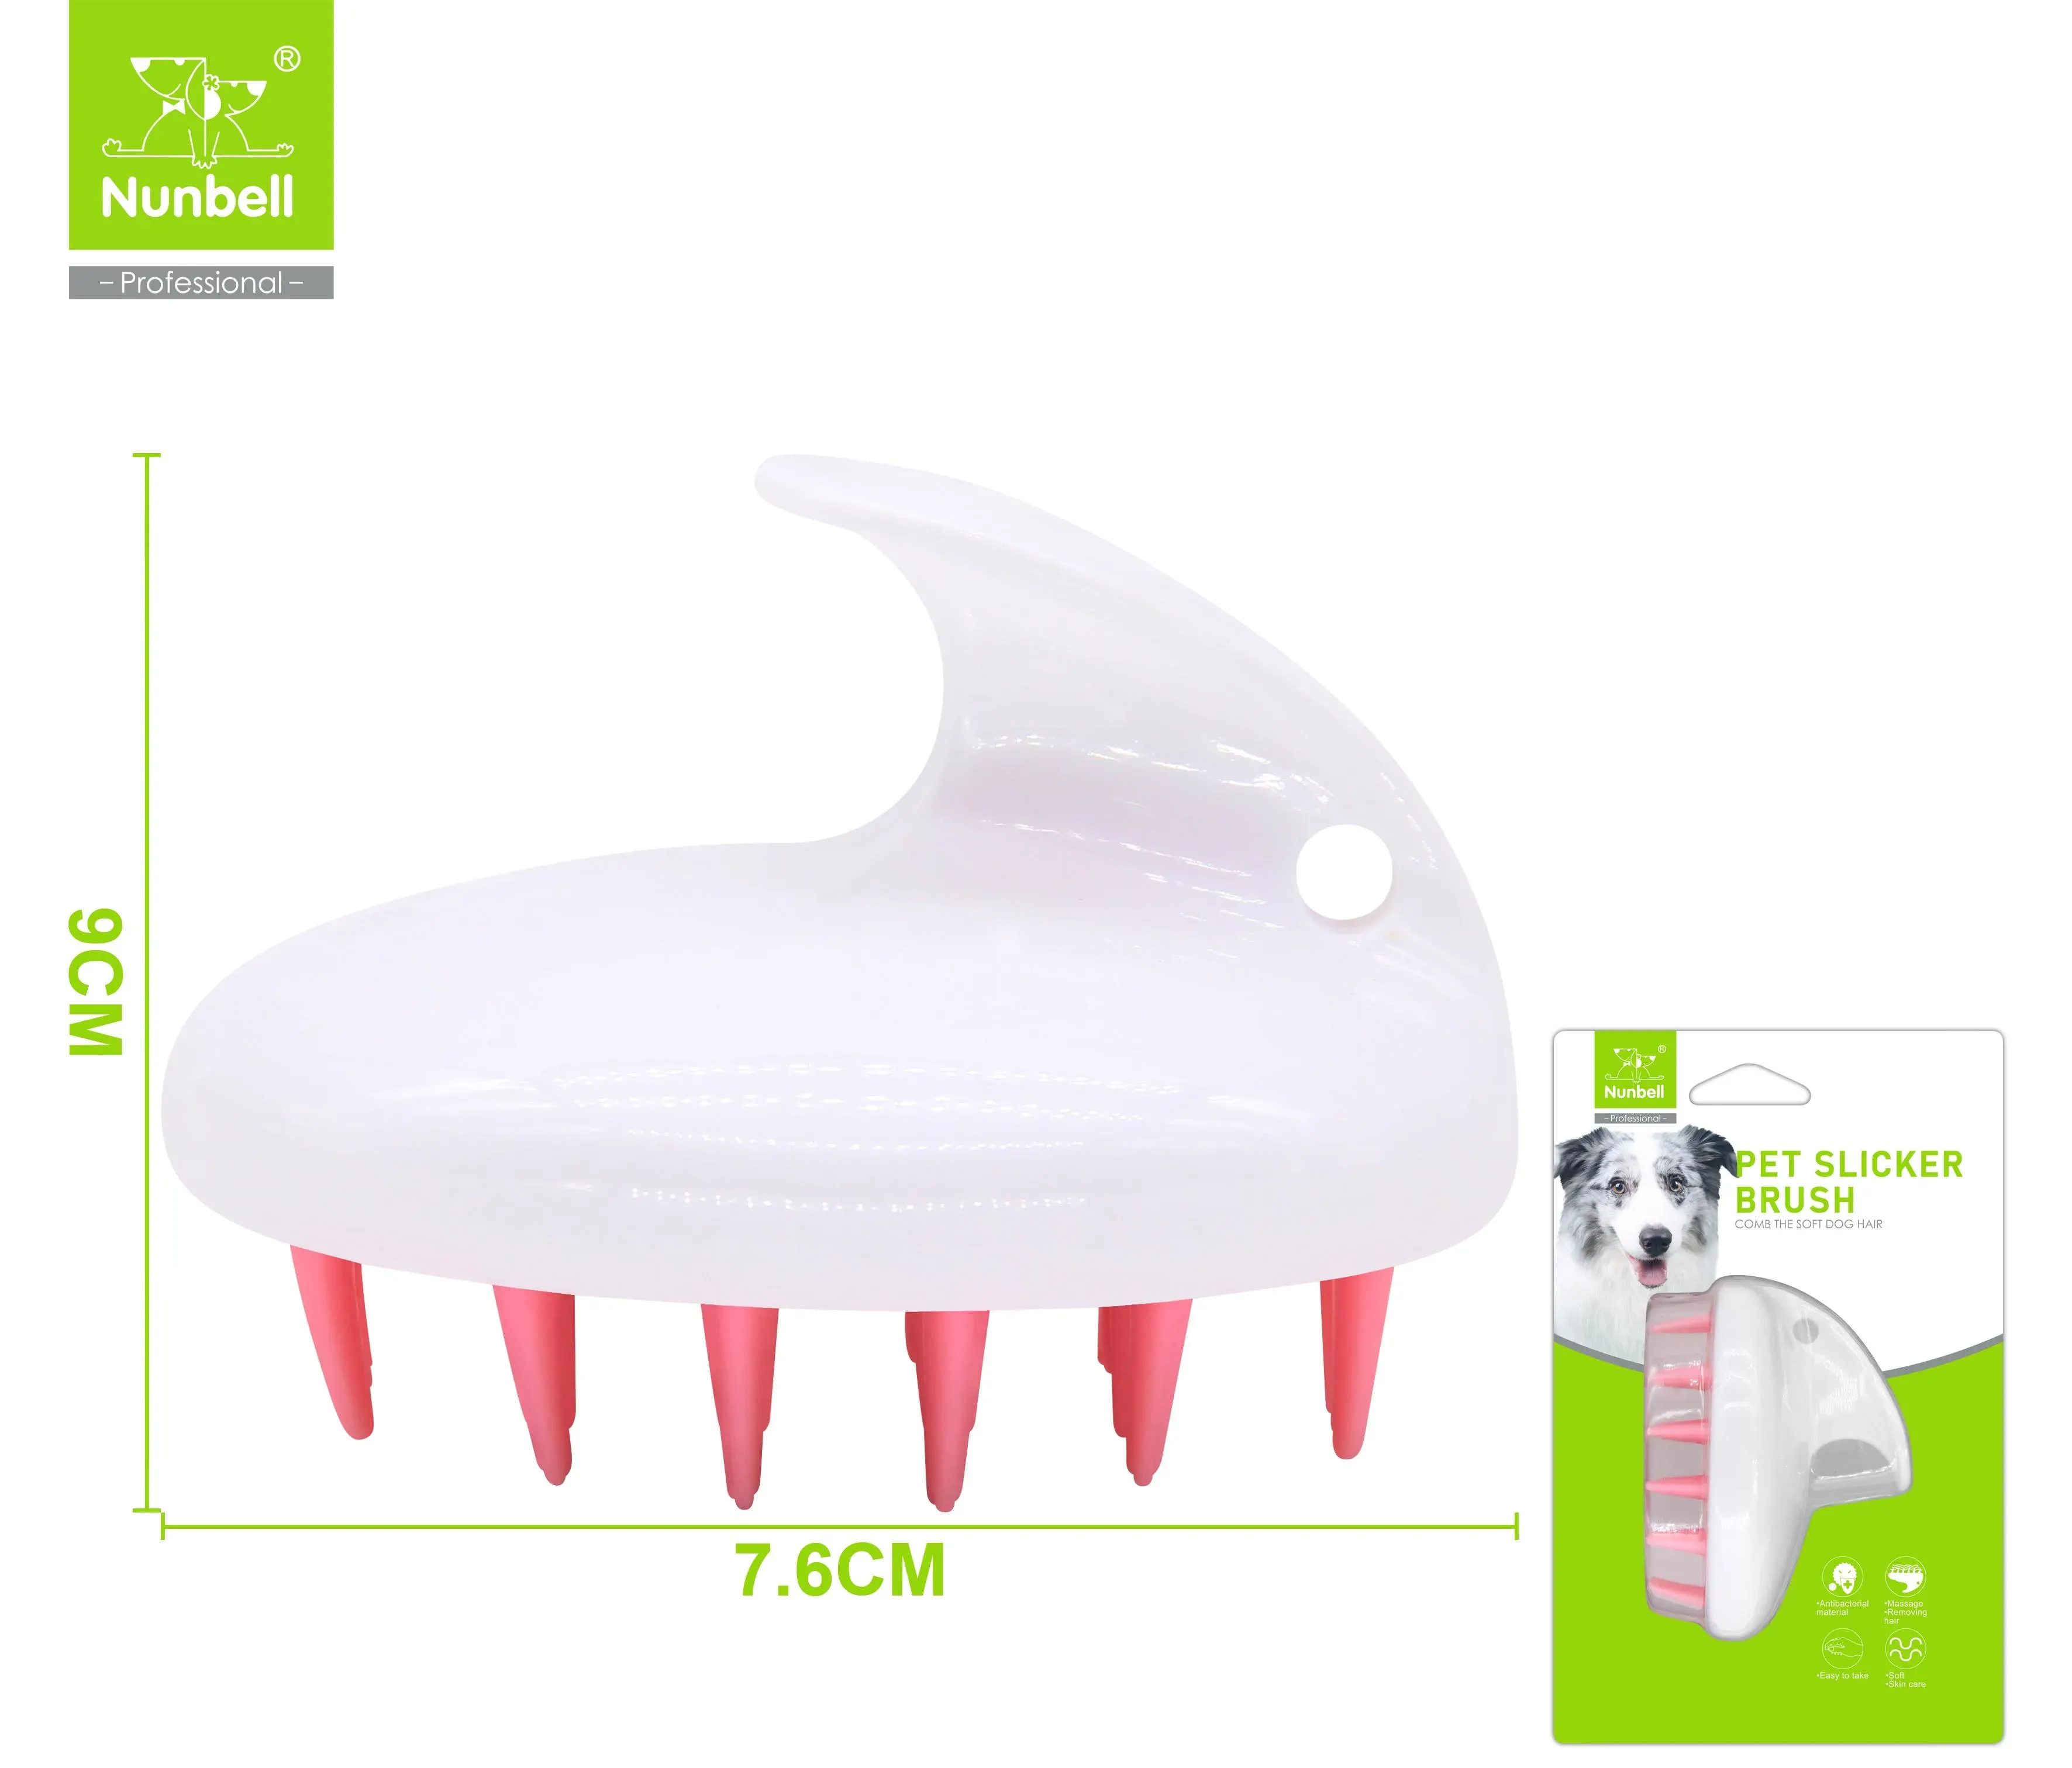 ®
Nunbell
– Professional –
9CM
7.6CM
®
Nunbell
– Professional –
PET SLICKER
BRUSH
COMB THE SOFT DOG HAIR
•Antibacterial
material
•Massage
•Removing
hair
•Easy to take
•Soft
•Skin care